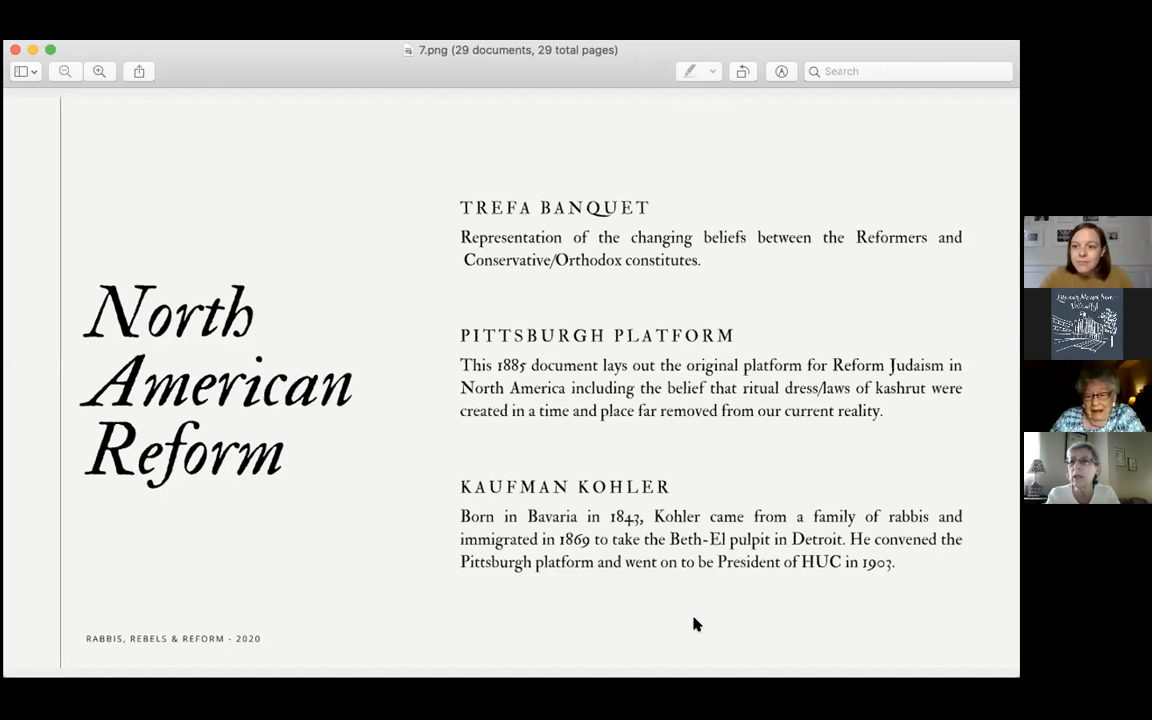 7.png (29 documents, 29 total pages)
Search
TREFA BANQUET
Representation of the changing beliefs between the Reformers and
Conservative/Orthodox constitutes.
North
American
Reform
PITTSBURGH PLATFORM
This 1885 document lays out the original platform for Reform Judaism in
North America including the belief that ritual dress/laws of kashrut were
created in a time and place far removed from our current reality.
KAUFMAN KOHLER
Born in Bavaria in 1843, Kohler came from a family of rabbis and
immigrated in 1869 to take the Beth-El pulpit in Detroit. He convened the
Pittsburgh platform and went on to be President of HUC in 1903.
RABBIS, REBELS & REFORM - 2020